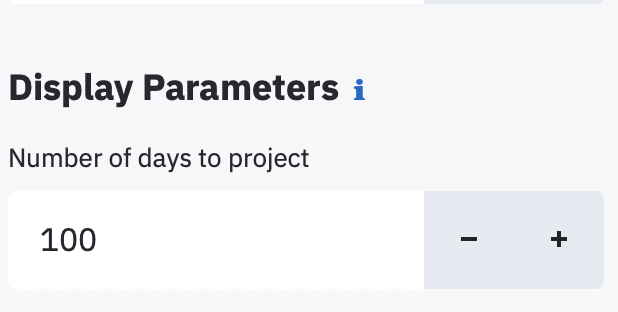 Display Parameters ℹ
Number of days to project
100 − +